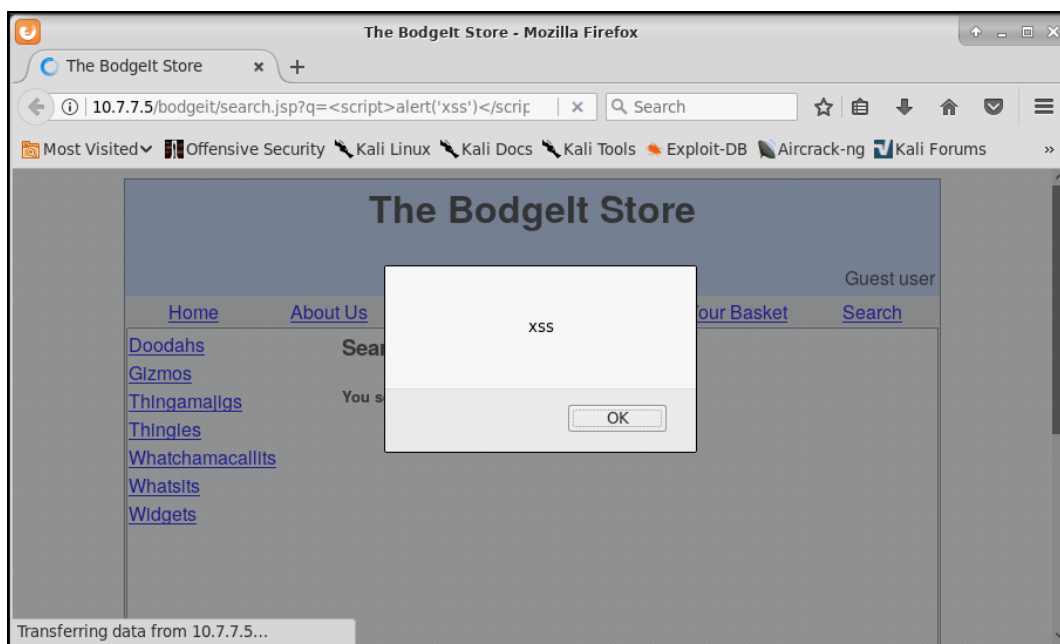 The BodgeIt Store - Mozilla Firefox
The BodgeIt Store × +
10.7.7.5/bodgeit/search.jsp?q=<script>alert('xss')</scrip
Search
Most Visited Offensive Security Kali Linux Kali Docs Kali Tools Exploit-DB Aircrack-ng Kali Forums »
The BodgeIt Store
Guest user
Home About Us our Basket Search
Doodahs
Gizmos
Thingamajigs
Thingies
Whatchamacallits
Whatsits
Widgets
Sear
You s
xss
OK
Transferring data from 10.7.7.5...